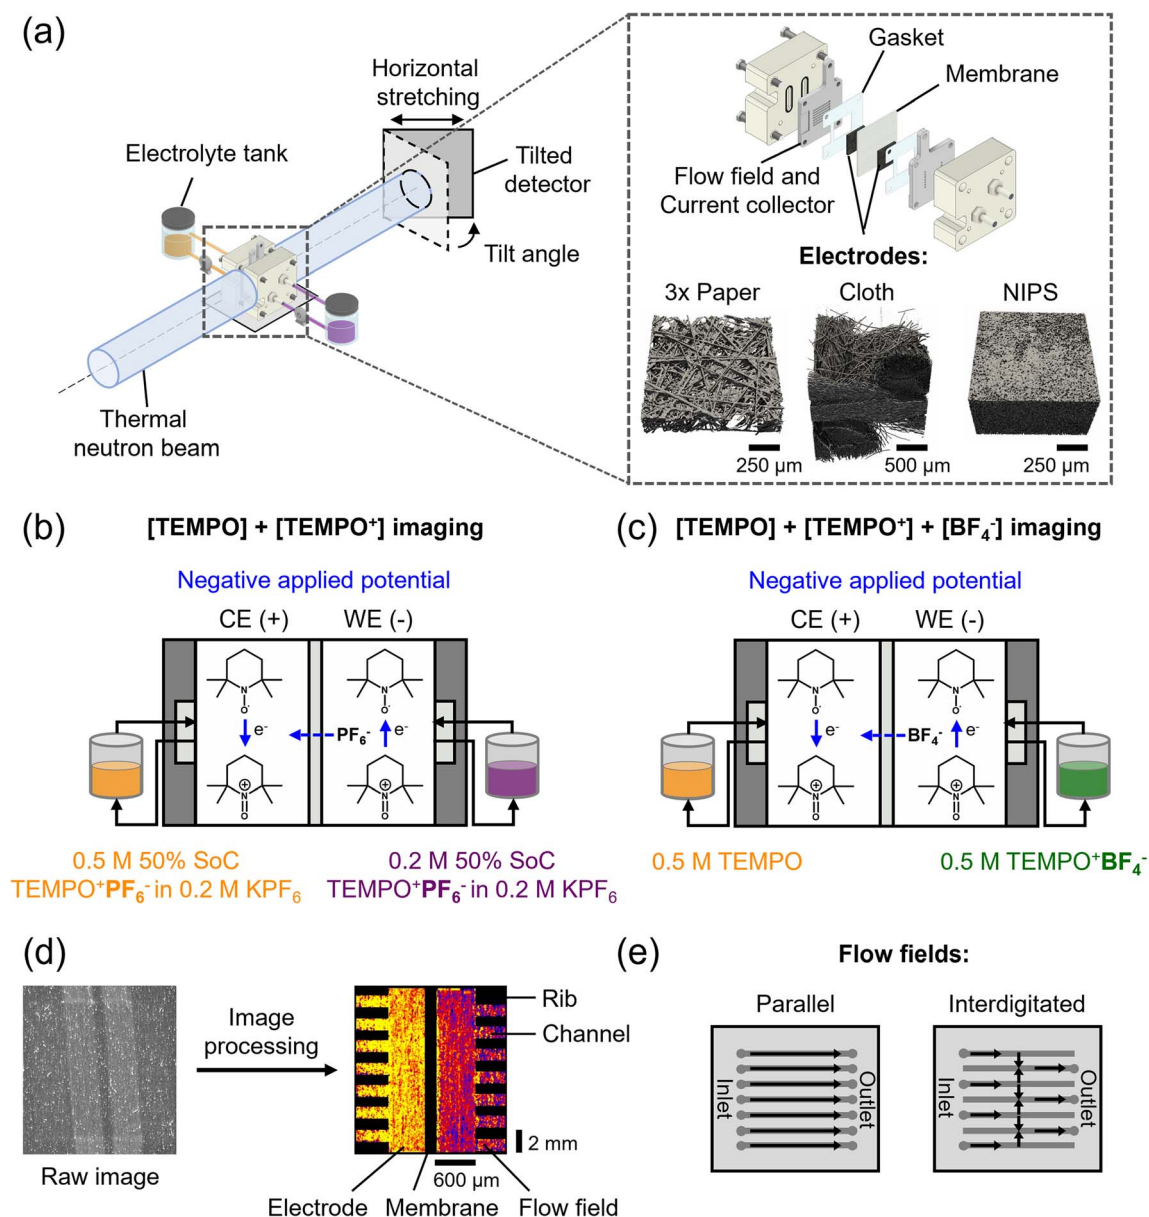 (a)
Horizontal
stretching
Electrolyte tank
Tilted
detector
Tilt angle
Thermal
neutron beam
Gasket
Membrane
Flow field and
Current collector
Electrodes:
3x Paper
Cloth
NIPS
250 µm
500 µm
250 µm
(b)
[TEMPO] + [TEMPO⁺] imaging
Negative applied potential
CE (+)
WE (-)
N
O·
N
O·
e⁻
PF₆⁻
e⁻
N
O
N
O
0.5 M 50% SoC
TEMPO⁺PF₆⁻ in 0.2 M KPF₆
0.2 M 50% SoC
TEMPO⁺PF₆⁻ in 0.2 M KPF₆
(c)
[TEMPO] + [TEMPO⁺] + [BF₄⁻] imaging
Negative applied potential
CE (+)
WE (-)
N
O·
N
O·
e⁻
BF₄⁻
e⁻
N
O
N
O
0.5 M TEMPO
0.5 M TEMPO⁺BF₄⁻
(d)
Raw image
Image
processing
Rib
Channel
2 mm
600 µm
Electrode
Membrane
Flow field
(e)
Flow fields:
Parallel
Inlet
Outlet
Interdigitated
Inlet
Outlet